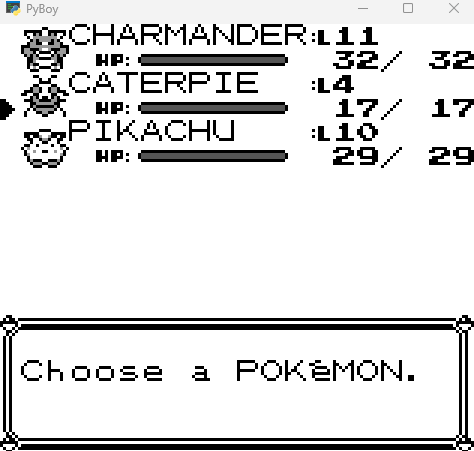 PyBoy
CHARMANDER :L11
HP: 32/ 32
CATERPIE :L4
HP: 17/ 17
PIKACHU :L10
HP: 29/ 29
Choose a POKéMON.